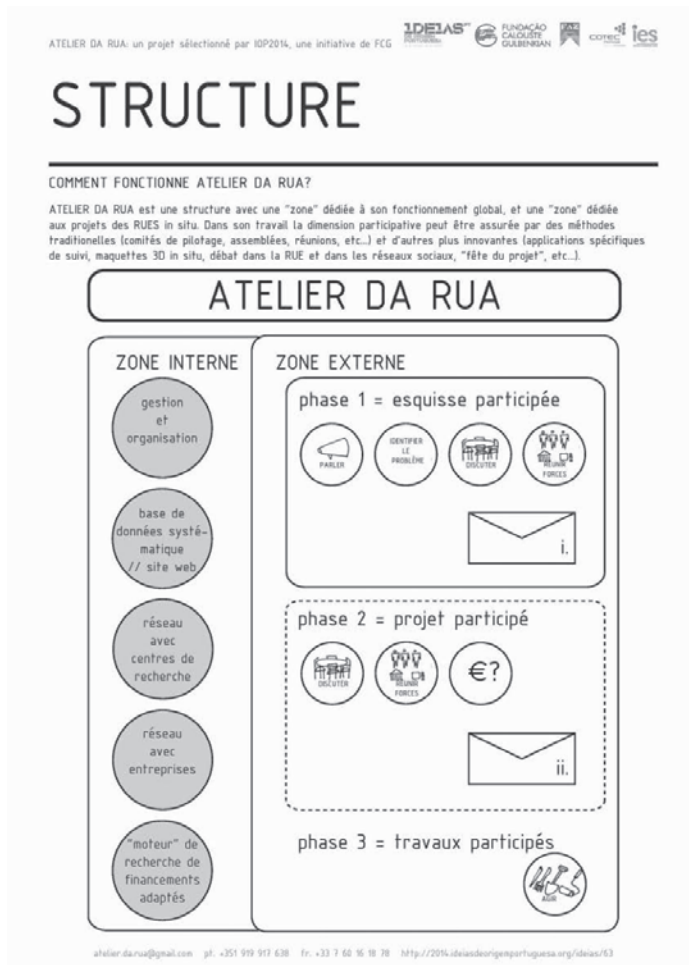 ATELIER DA RUA: un projet sélectionné par IOP2014, une initiative de FCG
FUNDAÇÃO
CALOUSTE
GULBENKIAN
COTEC
ies
STRUCTURE
COMMENT FONCTIONNE ATELIER DA RUA?
ATELIER DA RUA est une structure avec une "zone" dédiée à son fonctionnement global, et une "zone" dédiée
aux projets des RUES in situ. Dans son travail la dimension participative peut être assurée par des méthodes
traditionelles (comités de pilotage, assemblées, réunions, etc...) et d'autres plus innovantes (applications spécifiques
de suivi, maquettes 3D in situ, débat dans la RUE et dans les réseaux sociaux, "fête du projet", etc...).
ATELIER DA RUA
ZONE INTERNE
gestion
et
organisation
base de
données systé-
matique
// site web
réseau
avec
centres de
recherche
réseau
avec
entreprises
"moteur" de
recherche de
financements
adaptés
ZONE EXTERNE
phase 1 = esquisse participée
PARLER
IDENTIFIER
LE
PROBLÈME
DISCUTER
RÉUNIR
FORCES
i.
phase 2 = projet participé
DISCUTER
RÉUNIR
FORCES
€?
ii.
phase 3 = travaux participés
AGIR
atelier.da.rua@gmail.com pt. +351 919 917 638 fr. +33 7 60 16 18 78 http://2014.ideiasdeorigemportuguesa.org/ideias/63